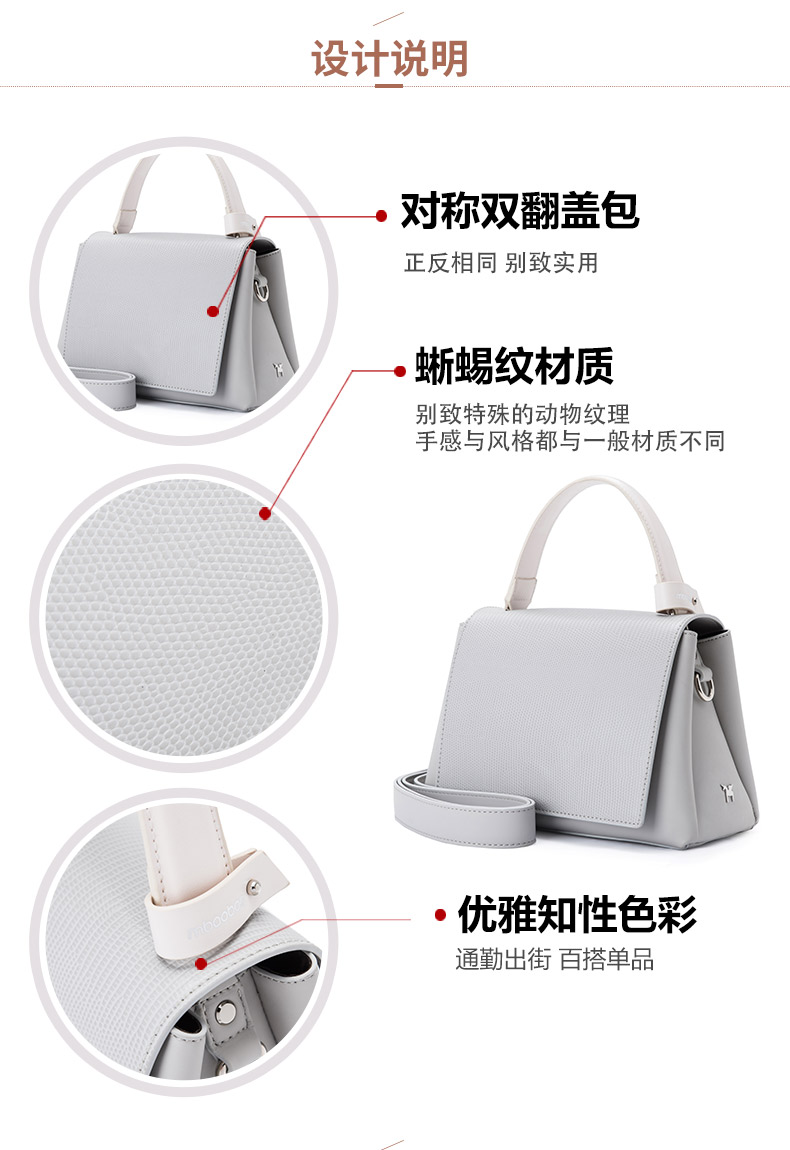 设计说明
对称双翻盖包
正反相同 别致实用
蜥蜴纹材质
别致特殊的动物纹理
手感与风格都与一般材质不同
优雅知性色彩
通勤出街 百搭单品